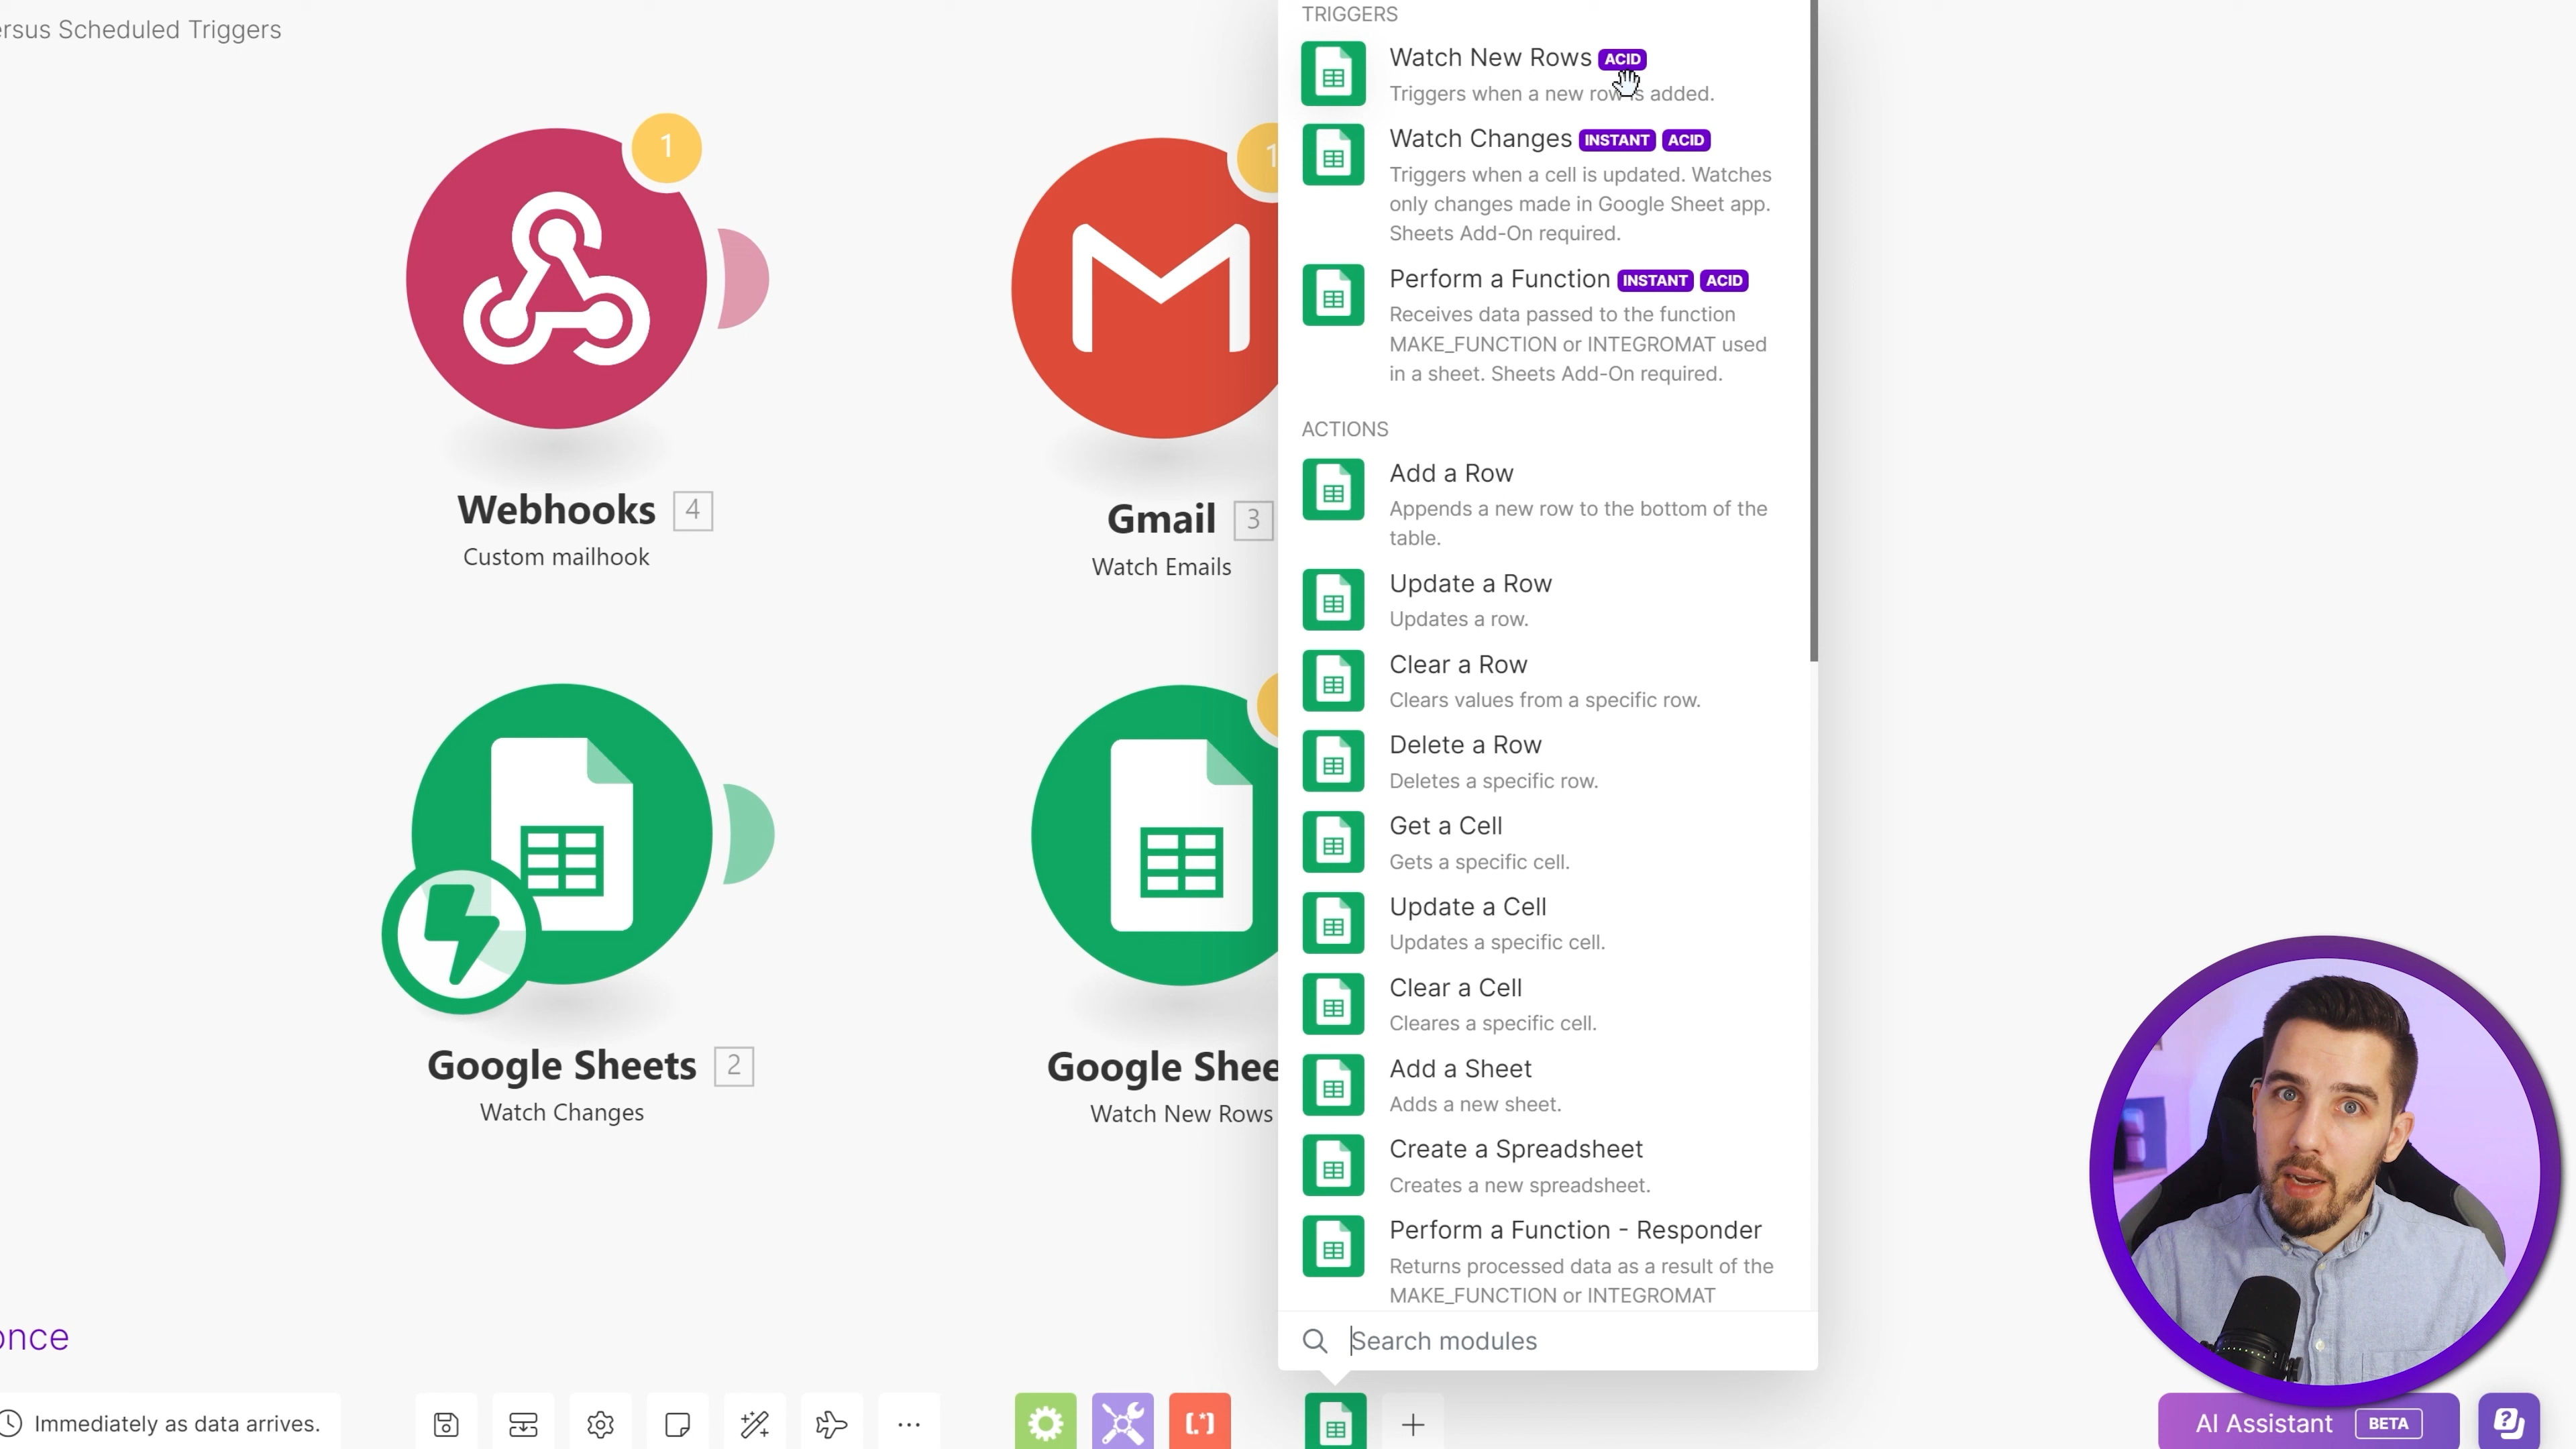 ersus Scheduled Triggers
1
Webhooks 4
Custom mailhook
1
Gmail 3
Watch Emails
Google Sheets 2
Watch Changes
Google Shee
Watch New Rows
TRIGGERS
Watch New Rows ACID
Triggers when a new row is added.
Watch Changes INSTANT ACID
Triggers when a cell is updated. Watches
only changes made in Google Sheet app.
Sheets Add-On required.
Perform a Function INSTANT ACID
Receives data passed to the function
MAKE_FUNCTION or INTEGROMAT used
in a sheet. Sheets Add-On required.
ACTIONS
Add a Row
Appends a new row to the bottom of the
table.
Update a Row
Updates a row.
Clear a Row
Clears values from a specific row.
Delete a Row
Deletes a specific row.
Get a Cell
Gets a specific cell.
Update a Cell
Updates a specific cell.
Clear a Cell
Cleares a specific cell.
Add a Sheet
Adds a new sheet.
Create a Spreadsheet
Creates a new spreadsheet.
Perform a Function - Responder
Returns processed data as a result of the
MAKE_FUNCTION or INTEGROMAT
Search modules
once
Immediately as data arrives.
AI Assistant BETA